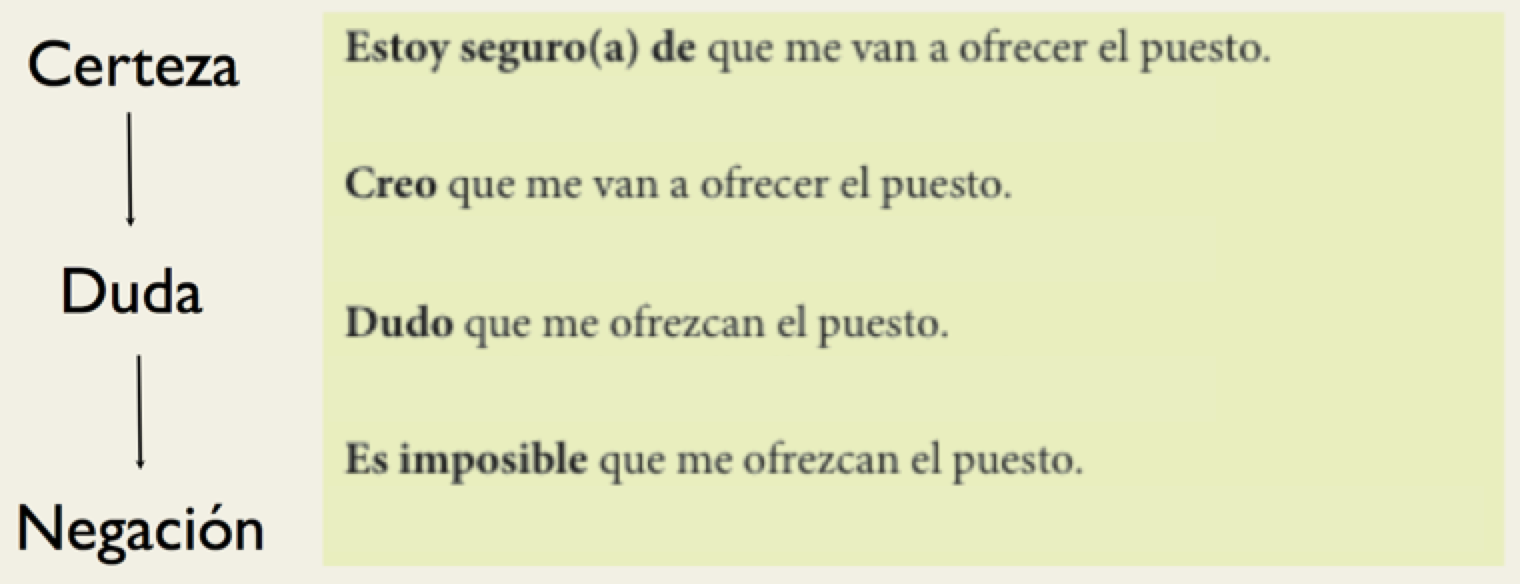 Certeza
Estoy seguro(a) de que me van a ofrecer el puesto.
Creo que me van a ofrecer el puesto.
Duda
Dudo que me ofrezcan el puesto.
Es imposible que me ofrezcan el puesto.
Negación